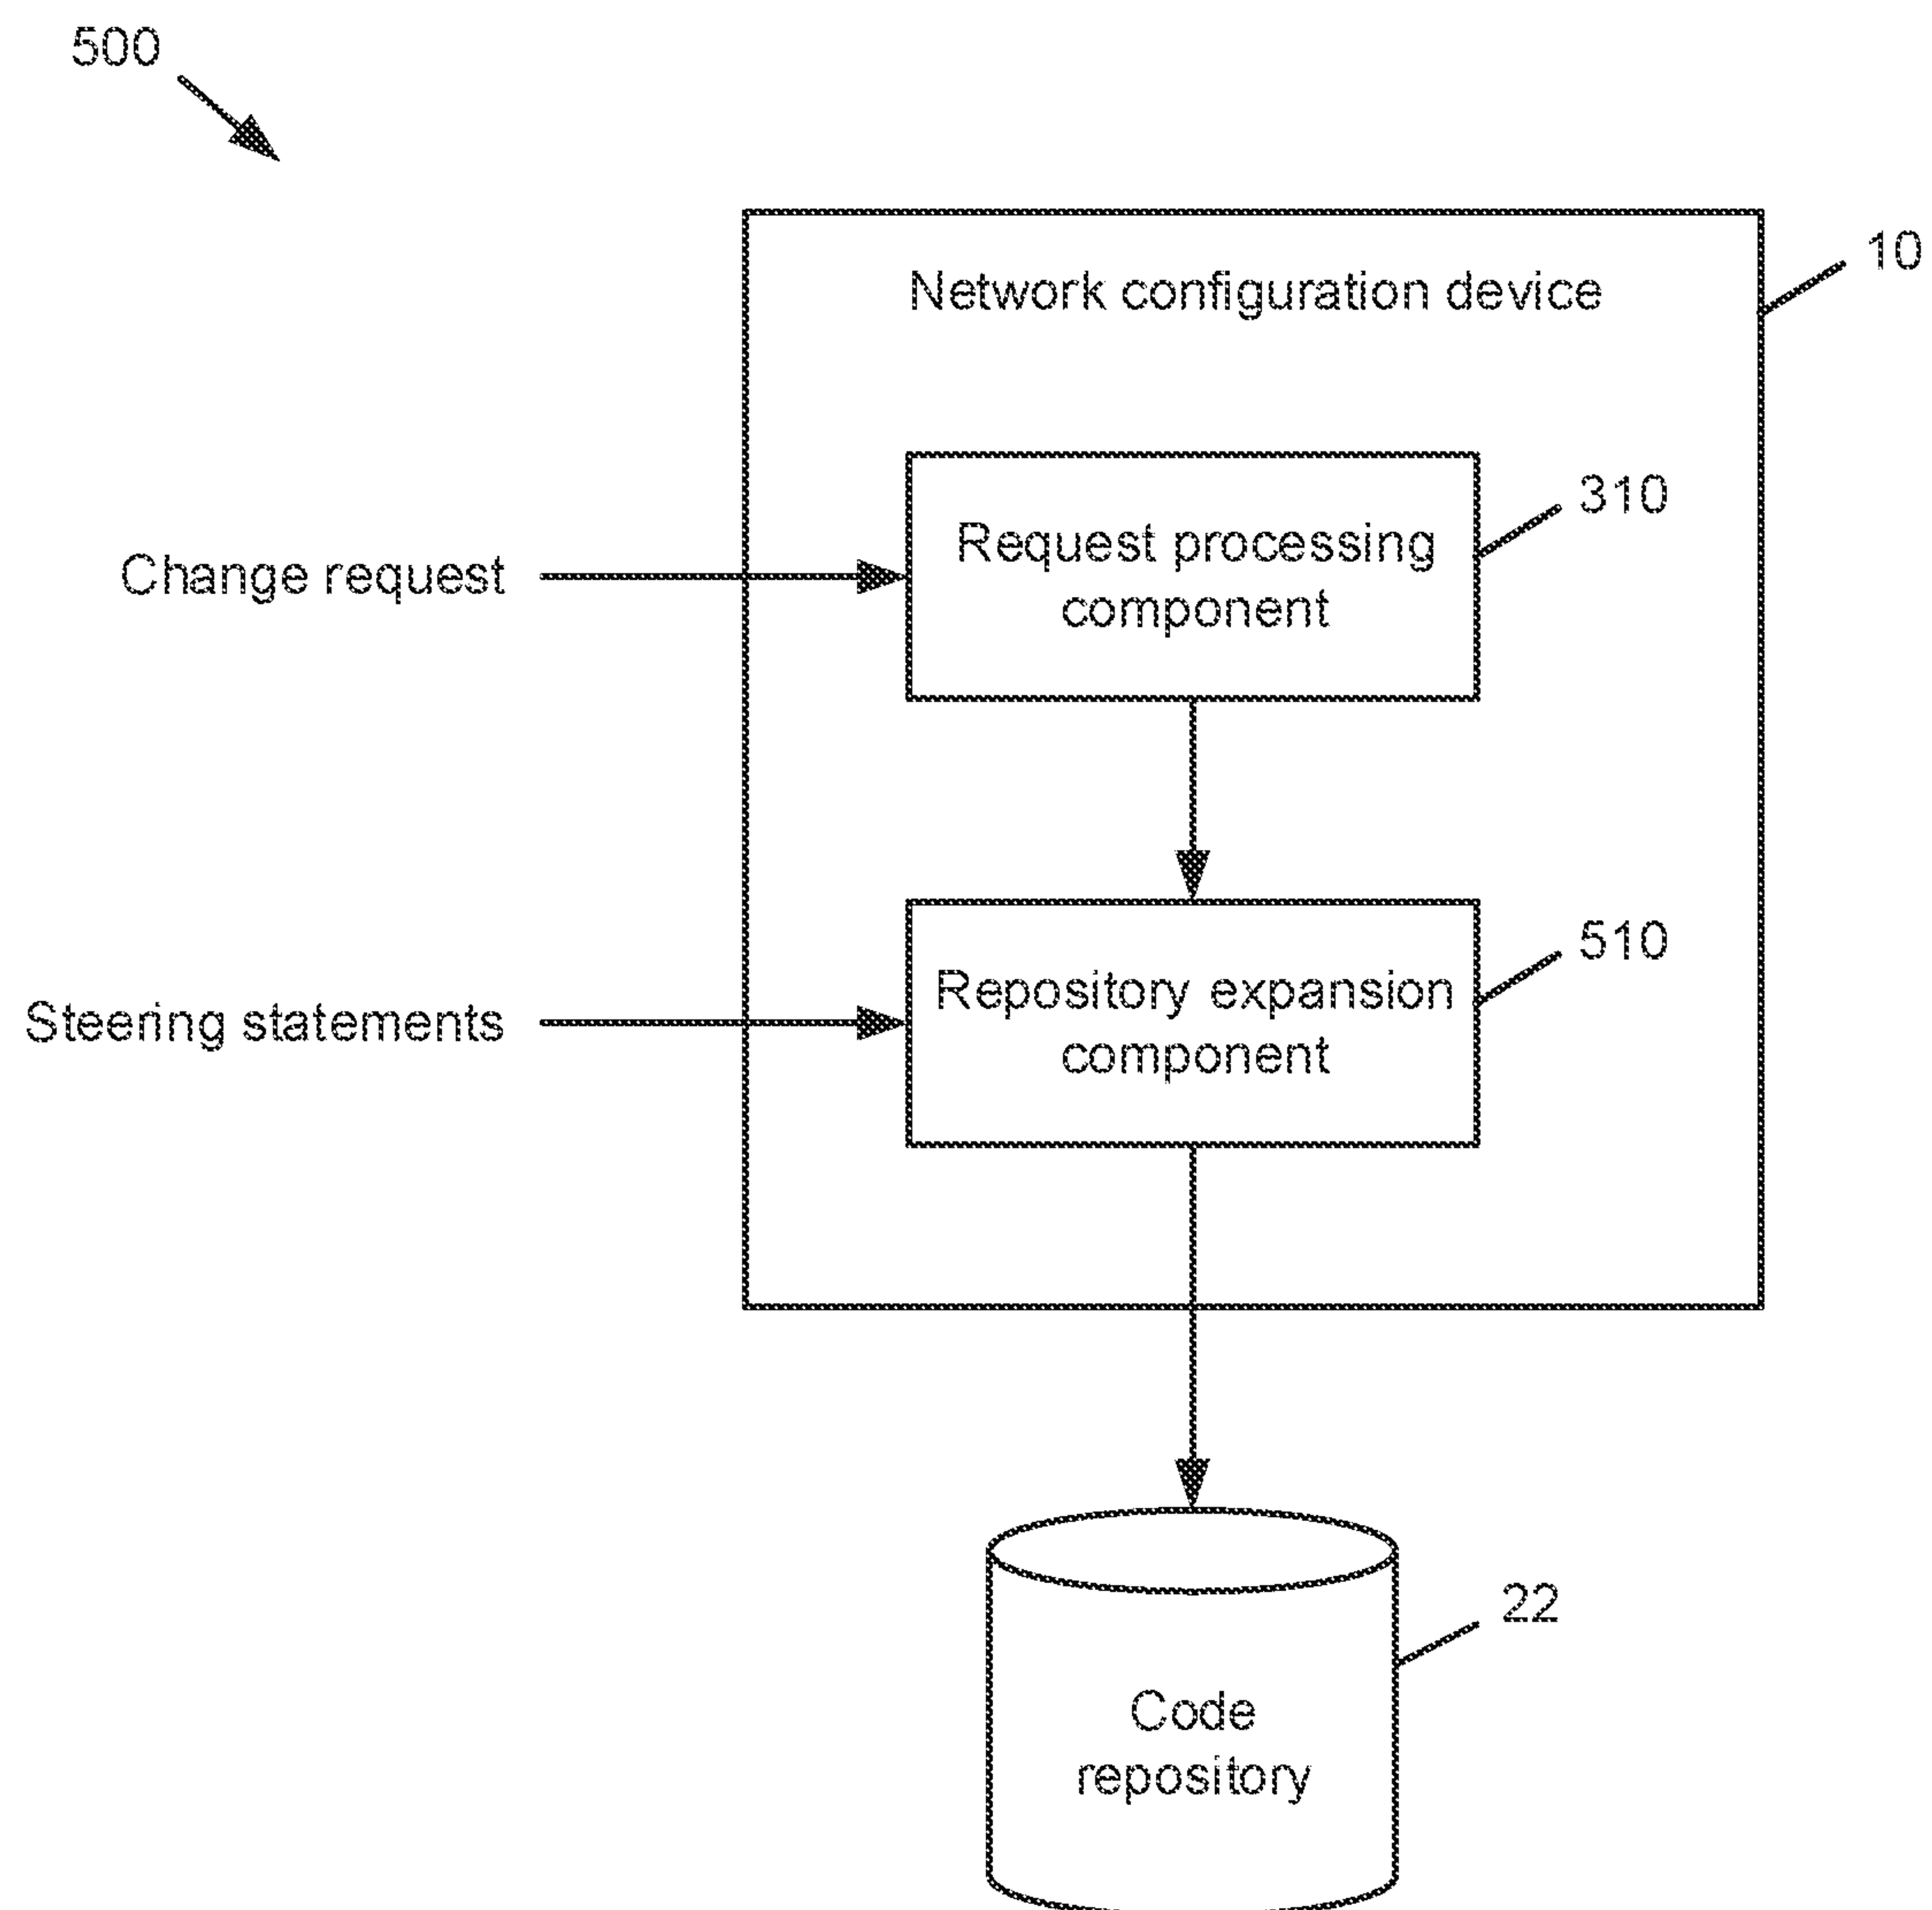 500
10
Network configuration device
310
Request processing
component
Change request
510
Repository expansion
component
Steering statements
22
Code
repository